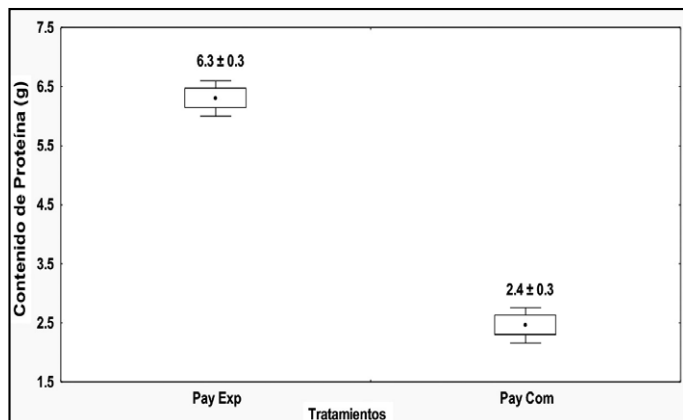 Contenido de Proteína (g)
7.5
6.5
5.5
4.5
3.5
2.5
1.5
6.3 ± 0.3
2.4 ± 0.3
Pay Exp
Pay Com
Tratamientos